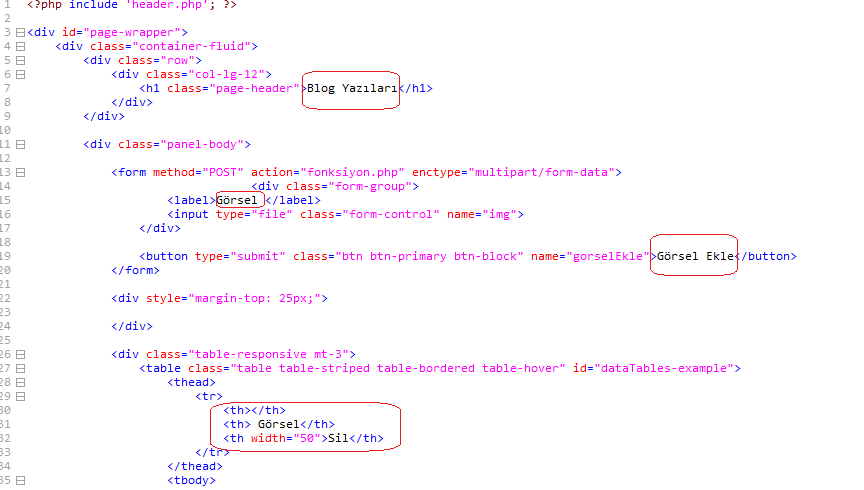 1 <?php include 'header.php'; ?>
2
3 <div id="page-wrapper">
4 <div class="container-fluid">
5 <div class="row">
6 <div class="col-lg-12">
7 <h1 class="page-header">Blog Yazıları</h1>
8 </div>
9 </div>
10
11 <div class="panel-body">
12
13 <form method="POST" action="fonksiyon.php" enctype="multipart/form-data">
14 <div class="form-group">
15 <label>Görsel </label>
16 <input type="file" class="form-control" name="img">
17 </div>
18
19 <button type="submit" class="btn btn-primary btn-block" name="gorselEkle">Görsel Ekle</button>
20 </form>
21
22 <div style="margin-top: 25px;">
23
24 </div>
25
26 <div class="table-responsive mt-3">
27 <table class="table table-striped table-bordered table-hover" id="dataTables-example">
28 <thead>
29 <tr>
30 <th></th>
31 <th> Görsel</th>
32 <th width="50">Sil</th>
33 </tr>
34 </thead>
35 <tbody>